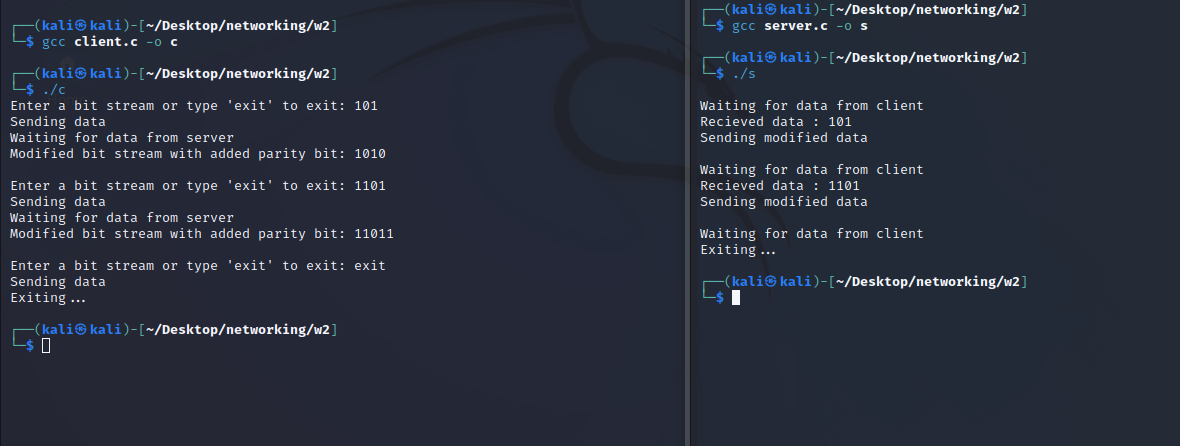 ┌──(kali㉿kali)-[~/Desktop/networking/w2]
└─$ gcc client.c -o c
┌──(kali㉿kali)-[~/Desktop/networking/w2]
└─$ ./c
Enter a bit stream or type 'exit' to exit: 101
Sending data
Waiting for data from server
Modified bit stream with added parity bit: 1010
Enter a bit stream or type 'exit' to exit: 1101
Sending data
Waiting for data from server
Modified bit stream with added parity bit: 11011
Enter a bit stream or type 'exit' to exit: exit
Sending data
Exiting...
┌──(kali㉿kali)-[~/Desktop/networking/w2]
└─$
┌──(kali㉿kali)-[~/Desktop/networking/w2]
└─$ gcc server.c -o s
┌──(kali㉿kali)-[~/Desktop/networking/w2]
└─$ ./s
Waiting for data from client
Recieved data : 101
Sending modified data
Waiting for data from client
Recieved data : 1101
Sending modified data
Waiting for data from client
Exiting...
┌──(kali㉿kali)-[~/Desktop/networking/w2]
└─$